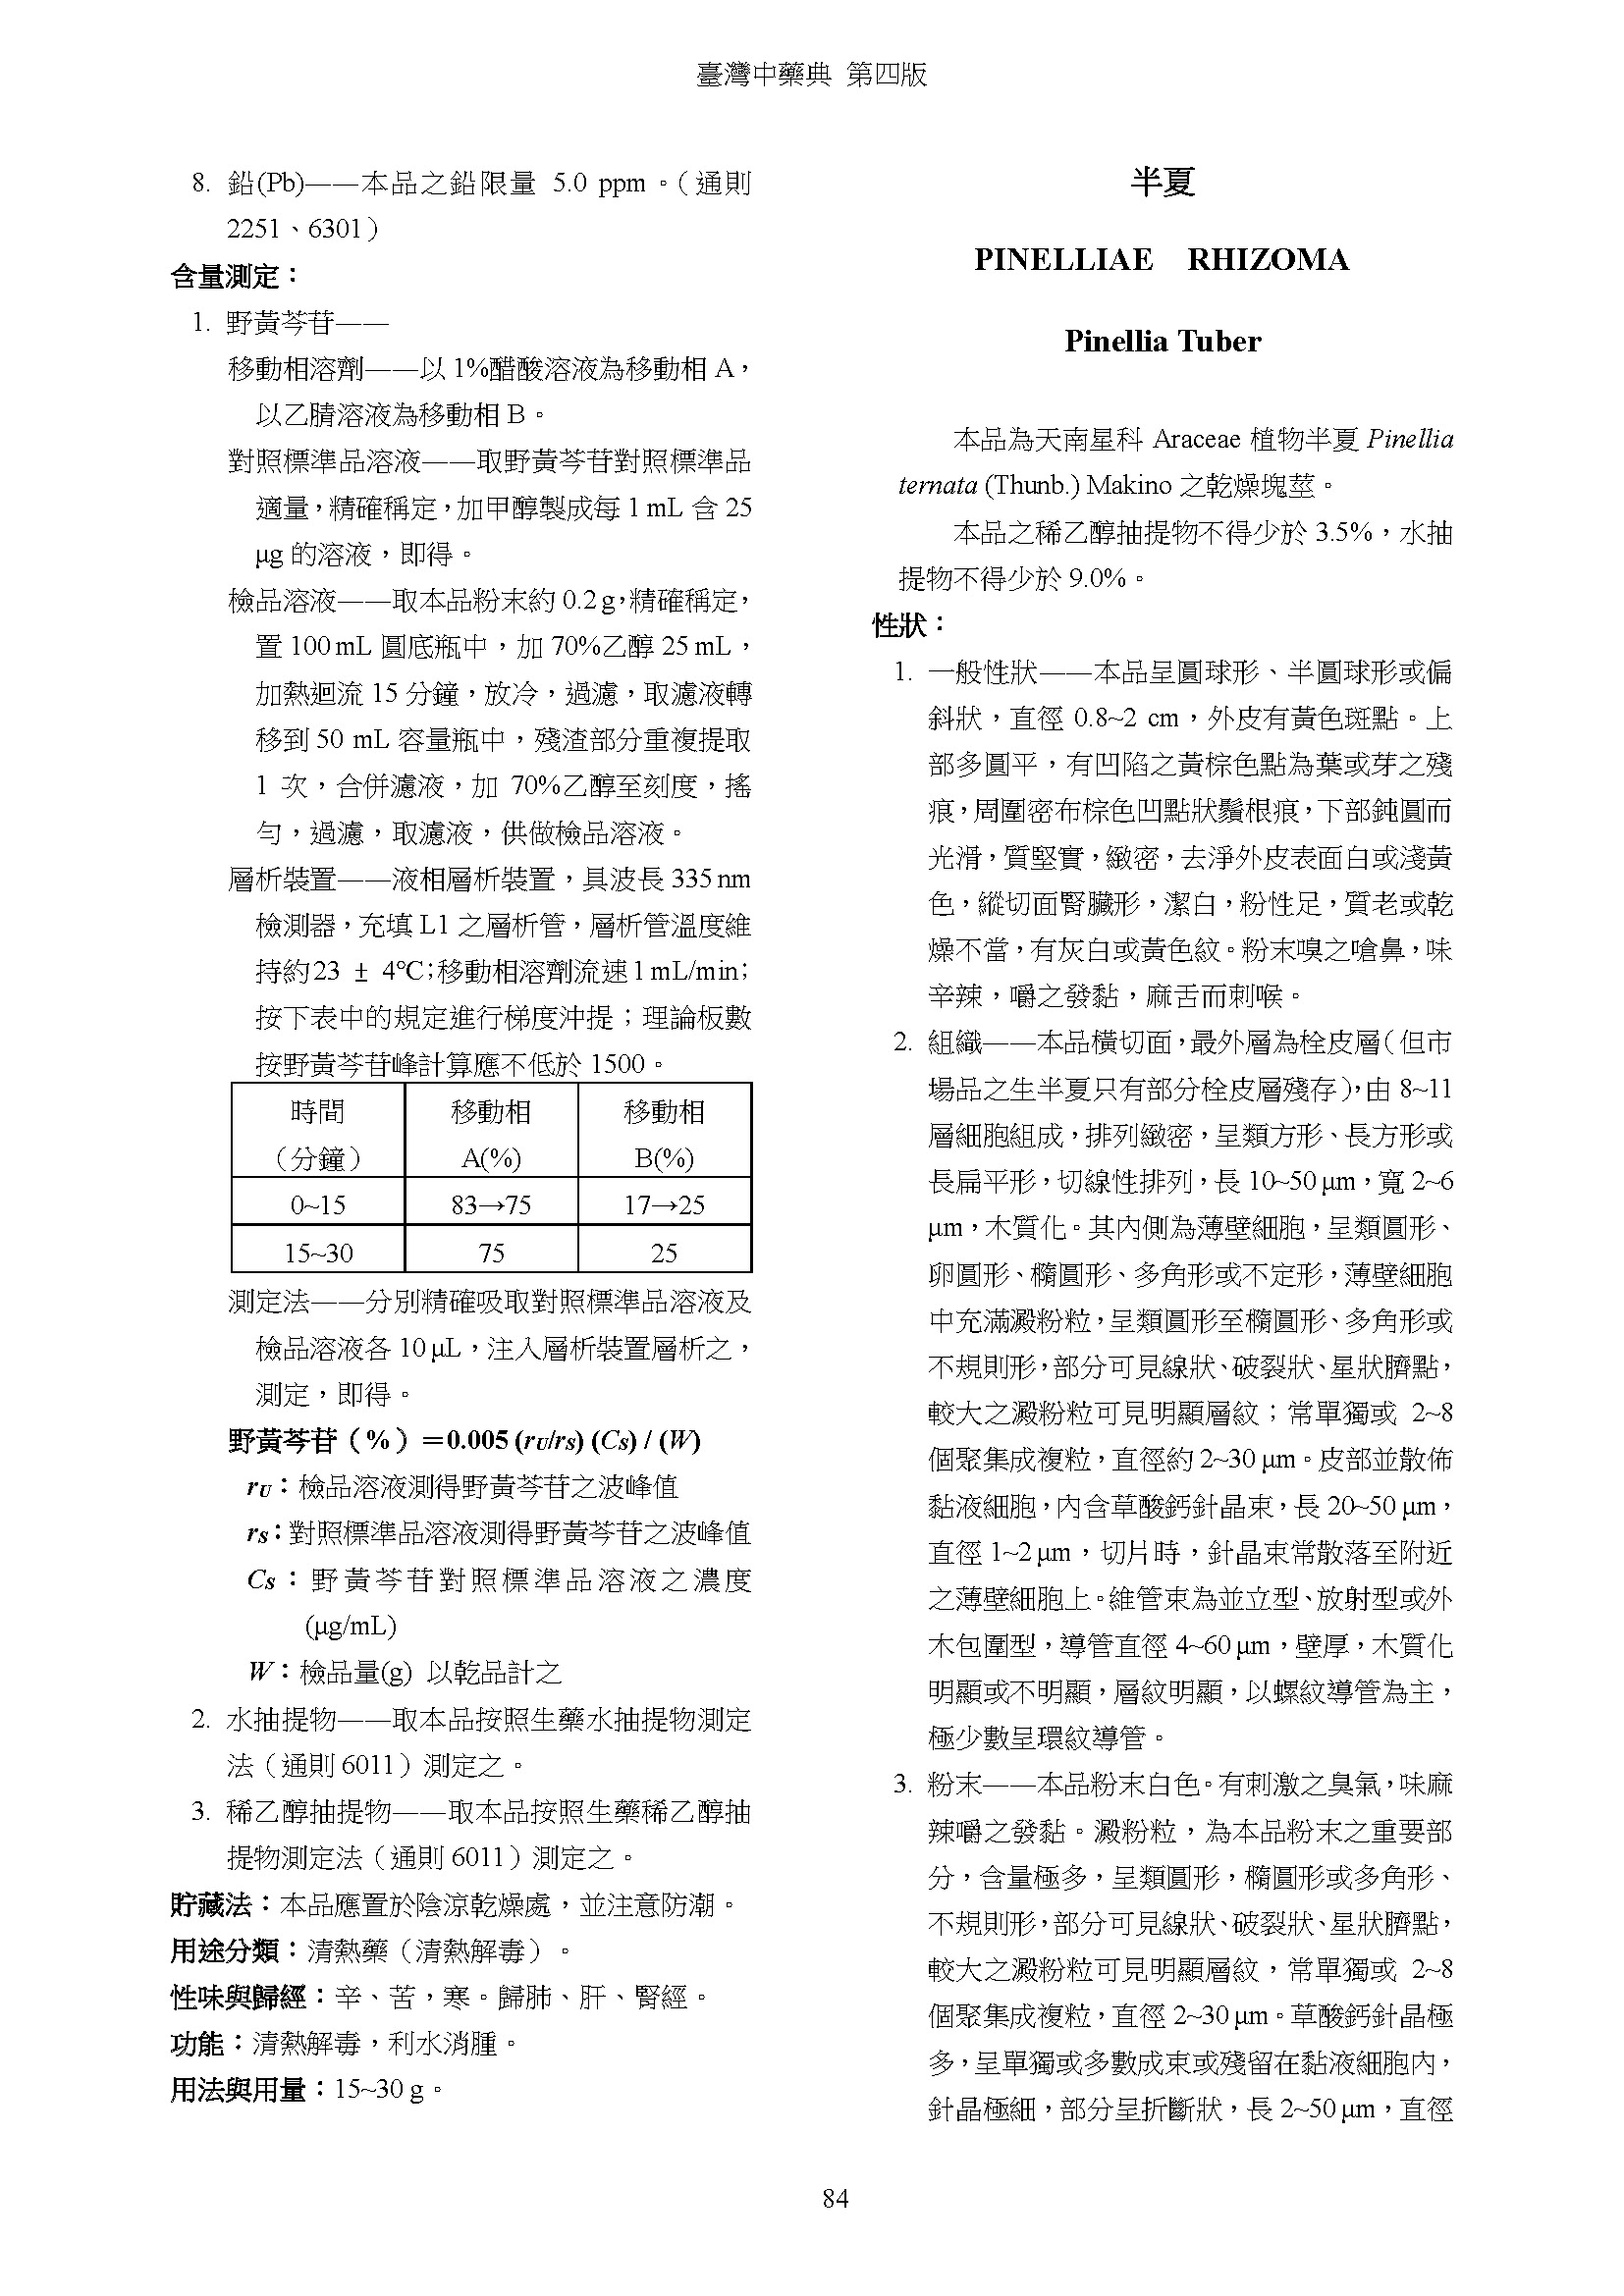 臺灣中藥典 第四版
8. 鉛(Pb)——本品之鉛限量 5.0 ppm。（通則
2251、6301）
含量測定：
1. 野黃芩苷——
移動相溶劑——以 1%醋酸溶液為移動相 A，
以乙腈溶液為移動相 B。
對照標準品溶液——取野黃芩苷對照標準品
適量，精確稱定，加甲醇製成每 1 mL 含 25
μg 的溶液，即得。
檢品溶液——取本品粉末約 0.2 g，精確稱定，
置 100 mL 圓底瓶中，加 70%乙醇 25 mL，
加熱迴流 15 分鐘，放冷，過濾，取濾液轉
移到 50 mL 容量瓶中，殘渣部分重複提取
1 次，合併濾液，加 70%乙醇至刻度，搖
勻，過濾，取濾液，供做檢品溶液。
層析裝置——液相層析裝置，具波長 335 nm
檢測器，充填 L1 之層析管，層析管溫度維
持約23 ± 4℃；移動相溶劑流速 1 mL/min；
按下表中的規定進行梯度沖提；理論板數
按野黃芩苷峰計算應不低於 1500。
時間 移動相 移動相
（分鐘） A(%) B(%)
0~15 83→75 17→25
15~30 75 25
測定法——分別精確吸取對照標準品溶液及
檢品溶液各 10 μL，注入層析裝置層析之，
測定，即得。
野黃芩苷（%）＝0.005 (rU/rS) (CS) / (W)
rU：檢品溶液測得野黃芩苷之波峰值
rS：對照標準品溶液測得野黃芩苷之波峰值
CS：野黃芩苷對照標準品溶液之濃度
(μg/mL)
W：檢品量(g) 以乾品計之
2. 水抽提物——取本品按照生藥水抽提物測定
法（通則 6011）測定之。
3. 稀乙醇抽提物——取本品按照生藥稀乙醇抽
提物測定法（通則 6011）測定之。
貯藏法：本品應置於陰涼乾燥處，並注意防潮。
用途分類：清熱藥（清熱解毒）。
性味與歸經：辛、苦，寒。歸肺、肝、腎經。
功能：清熱解毒，利水消腫。
用法與用量：15~30 g。
半夏
PINELLIAE RHIZOMA
Pinellia Tuber
本品為天南星科 Araceae 植物半夏 Pinellia
ternata (Thunb.) Makino 之乾燥塊莖。
本品之稀乙醇抽提物不得少於 3.5%，水抽
提物不得少於 9.0%。
性狀：
1. 一般性狀——本品呈圓球形、半圓球形或偏
斜狀，直徑 0.8~2 cm，外皮有黃色斑點。上
部多圓平，有凹陷之黃棕色點為葉或芽之殘
痕，周圍密布棕色凹點狀鬚根痕，下部鈍圓而
光滑，質堅實，緻密，去淨外皮表面白或淺黃
色，縱切面腎臟形，潔白，粉性足，質老或乾
燥不當，有灰白或黃色紋。粉末嗅之嗆鼻，味
辛辣，嚼之發黏，麻舌而刺喉。
2. 組織——本品橫切面，最外層為栓皮層（但市
場品之生半夏只有部分栓皮層殘存），由 8~11
層細胞組成，排列緻密，呈類方形、長方形或
長扁平形，切線性排列，長 10~50 μm，寬 2~6
μm，木質化。其內側為薄壁細胞，呈類圓形、
卵圓形、橢圓形、多角形或不定形，薄壁細胞
中充滿澱粉粒，呈類圓形至橢圓形、多角形或
不規則形，部分可見線狀、破裂狀、星狀臍點，
較大之澱粉粒可見明顯層紋；常單獨或 2~8
個聚集成複粒，直徑約 2~30 μm。皮部並散佈
黏液細胞，內含草酸鈣針晶束，長 20~50 μm，
直徑 1~2 μm，切片時，針晶束常散落至附近
之薄壁細胞上。維管束為並立型、放射型或外
木包圍型，導管直徑 4~60 μm，壁厚，木質化
明顯或不明顯，層紋明顯，以螺紋導管為主，
極少數呈環紋導管。
3. 粉末——本品粉末白色。有刺激之臭氣，味麻
辣嚼之發黏。澱粉粒，為本品粉末之重要部
分，含量極多，呈類圓形，橢圓形或多角形、
不規則形，部分可見線狀、破裂狀、星狀臍點，
較大之澱粉粒可見明顯層紋，常單獨或 2~8
個聚集成複粒，直徑 2~30 μm。草酸鈣針晶極
多，呈單獨或多數成束或殘留在黏液細胞內，
針晶極細，部分呈折斷狀，長 2~50 μm，直徑
84